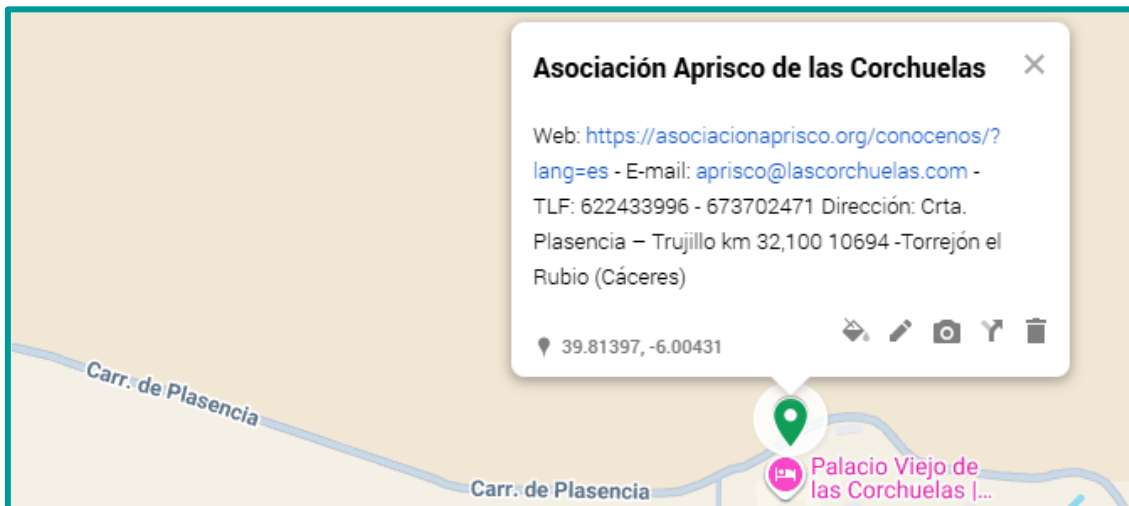 Asociación Aprisco de las Corchuelas
Web: https://asociacionaprisco.org/conocenos/?
lang=es - E-mail: aprisco@lascorchuelas.com -
TLF: 622433996 - 673702471 Dirección: Crta.
Plasencia – Trujillo km 32,100 10694 -Torrejón el
Rubio (Cáceres)
39.81397, -6.00431
Carr. de Plasencia
Carr. de Plasencia
Palacio Viejo de
las Corchuelas |...